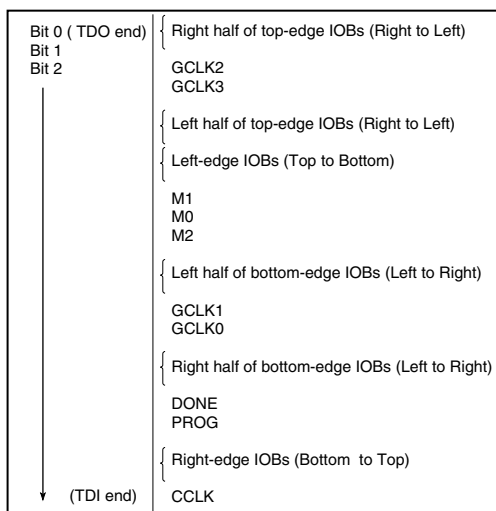 Bit 0 ( TDO end)
Bit 1
Bit 2
Right half of top-edge IOBs (Right to Left)
GCLK2
GCLK3
Left half of top-edge IOBs (Right to Left)
Left-edge IOBs (Top to Bottom)
M1
M0
M2
Left half of bottom-edge IOBs (Left to Right)
GCLK1
GCLK0
Right half of bottom-edge IOBs (Left to Right)
DONE
PROG
Right-edge IOBs (Bottom to Top)
(TDI end)
CCLK